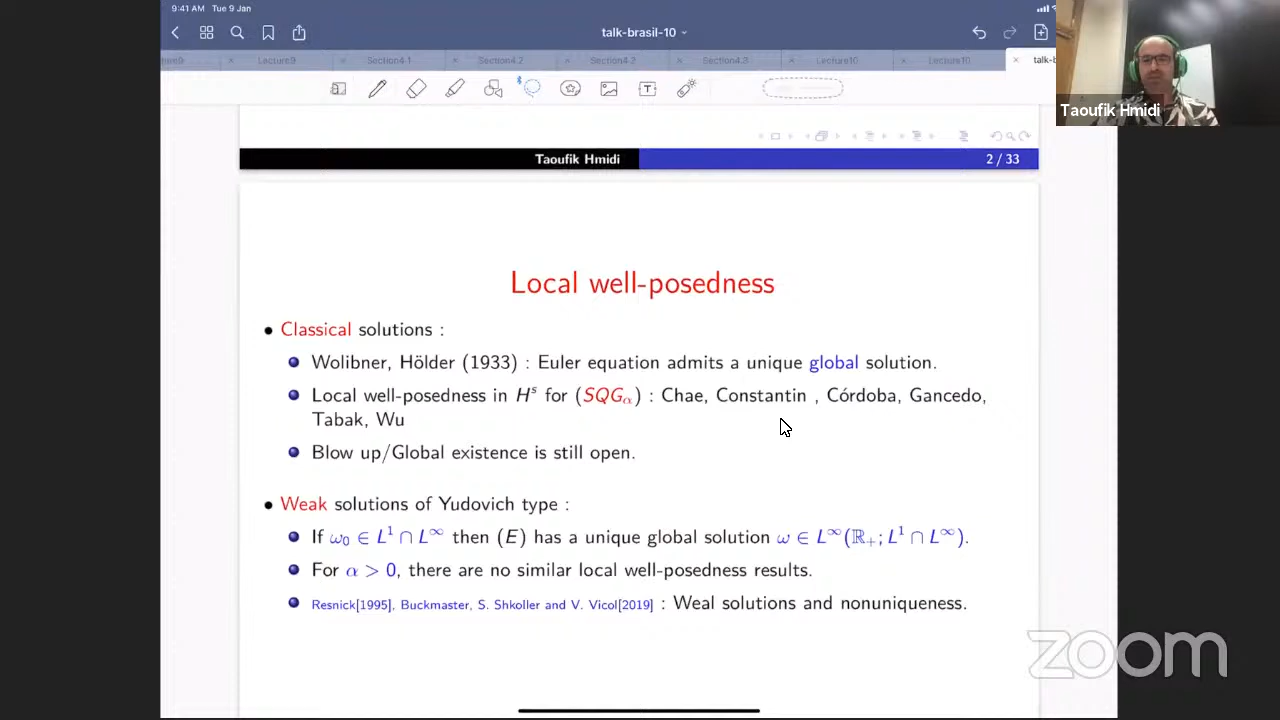 9:41 AM Tue 9 Jan
talk-brasil-10
Lecture9
Section4.1
Section4.2
Section4.2
Section4.3
Lecture10
Lecture10
talk-b
Taoufik Hmidi
Taoufik Hmidi 2 / 33
Local well-posedness
• Classical solutions :
Wolibner, Hölder (1933) : Euler equation admits a unique global solution.
Local well-posedness in Hˢ for (SQG_α) : Chae, Constantin , Córdoba, Gancedo,
Tabak, Wu
Blow up/Global existence is still open.
• Weak solutions of Yudovich type :
If ω₀ ∈ L¹ ∩ L^∞ then (E) has a unique global solution ω ∈ L^∞(ℝ₊; L¹ ∩ L^∞).
For α > 0, there are no similar local well-posedness results.
Resnick[1995], Buckmaster, S. Shkoller and V. Vicol[2019] : Weal solutions and nonuniqueness.
zoom